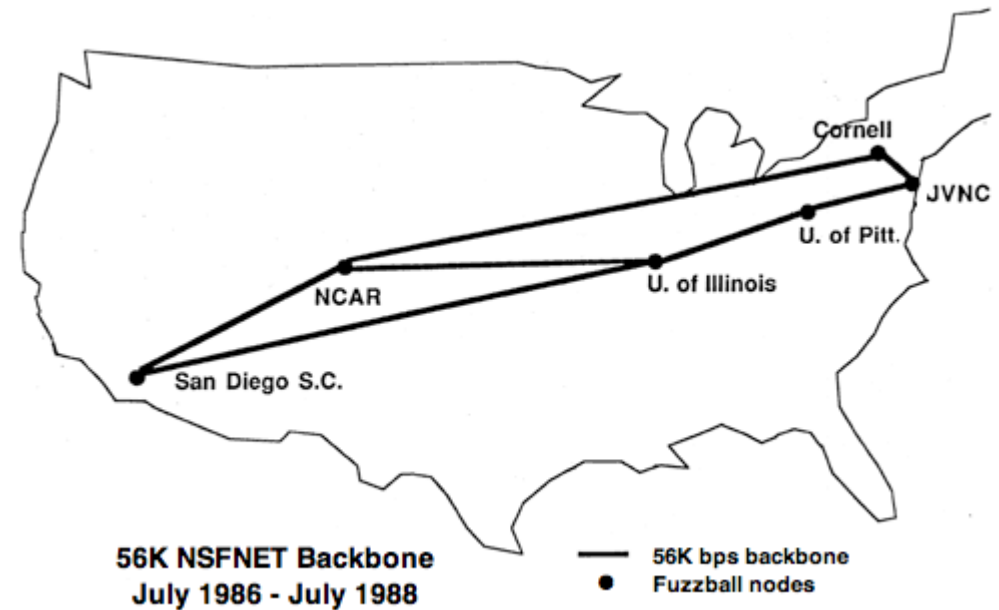 Cornell
JVNC
U. of Pitt.
NCAR
U. of Illinois
San Diego S.C.
56K NSFNET Backbone
July 1986 - July 1988
56K bps backbone
Fuzzball nodes